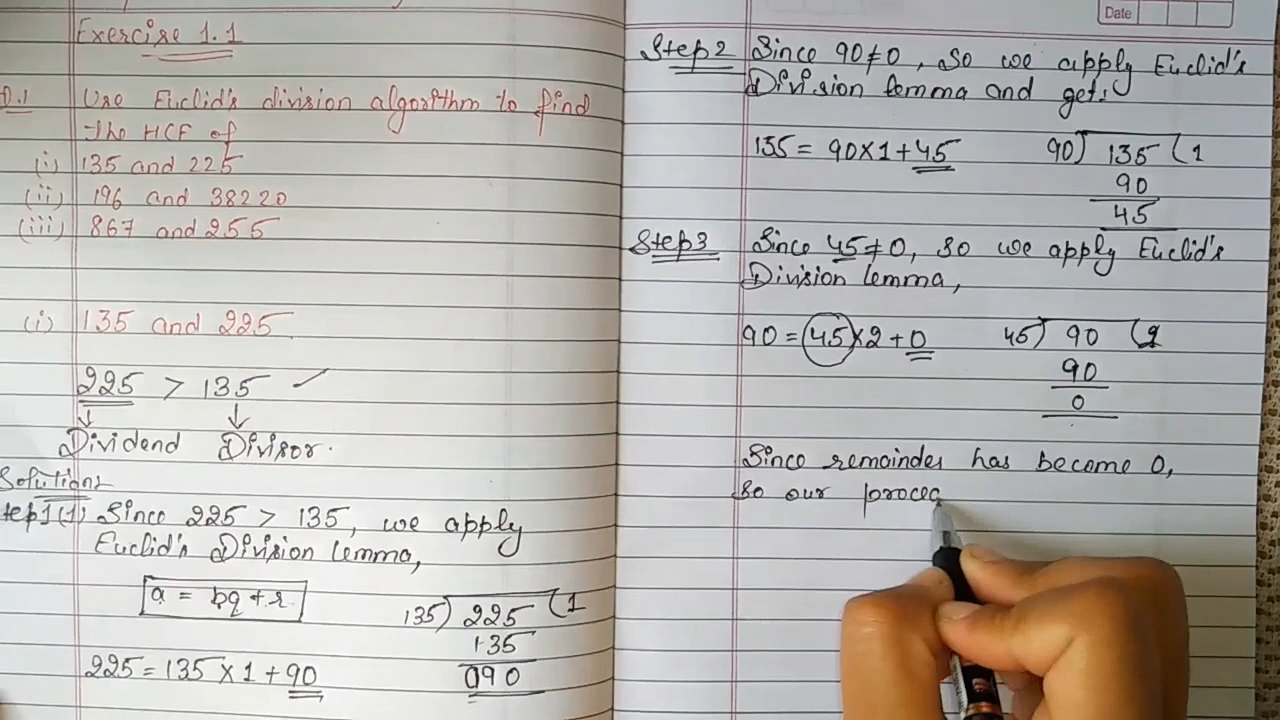 Exercise 1.1
Q.1 Use Euclid's division algorithm to find
the HCF of
(i) 135 and 225
(ii) 196 and 38220
(iii) 867 and 255
(i) 135 and 225
225 > 135 ✓
↓ ↓
Dividend Divisor.
Solution:
Step1 (1) Since 225 > 135, we apply
Euclid's Division lemma,
a = bq + r
135) 225 (1
135
090
225 = 135 × 1 + 90
Date
Step 2 Since 90 ≠ 0, So we apply Euclid's
Division lemma and get:
135 = 90×1+45 90) 135 (1
90
45
Step 3 Since 45 ≠ 0, so we apply Euclid's
Division lemma,
90 = 45×2 + 0 45) 90 (2
90
0
Since remainder has become 0,
so our proces